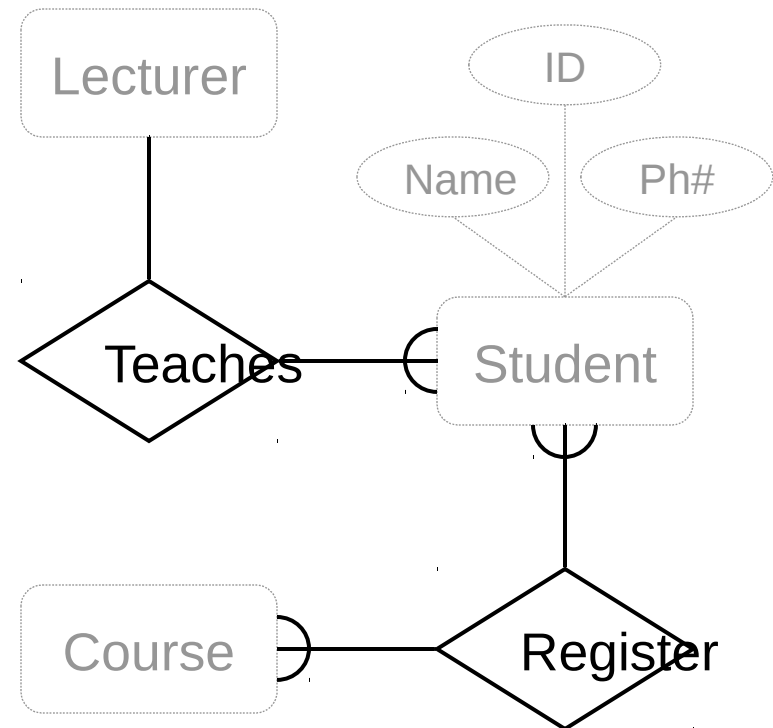 Lecturer
ID
Name
Ph#
Teaches
Student
Course
Register